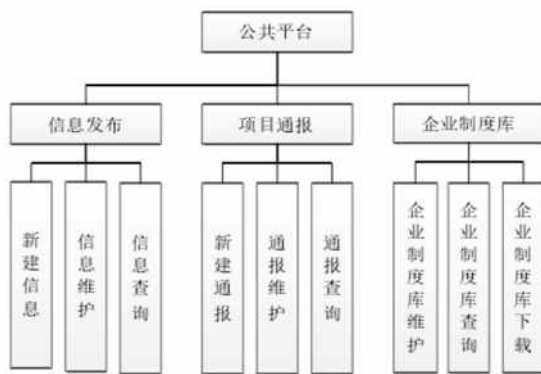 公共平台
信息发布
项目通报
企业制度库
新建信息
信息维护
信息查询
新建通报
通报维护
通报查询
企业制度库维护
企业制度库查询
企业制度库下载